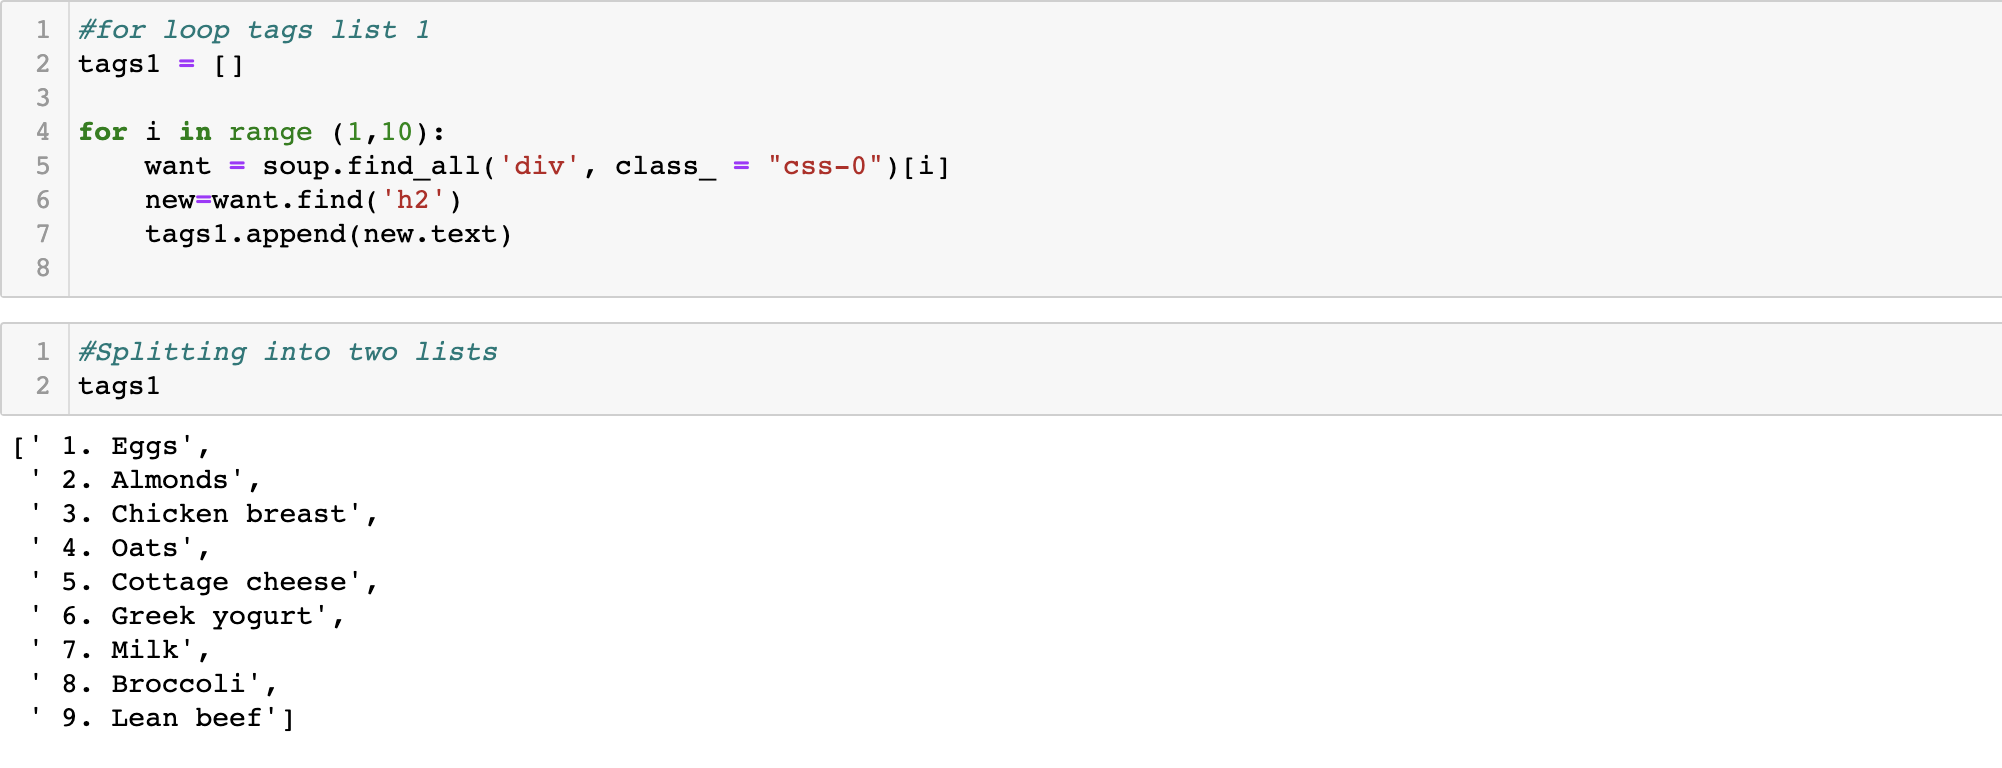 1 #for loop tags list 1
2 tags1 = []
3
4 for i in range (1,10):
5     want = soup.find_all('div', class_ = "css-0")[i]
6     new=want.find('h2')
7     tags1.append(new.text)
8
1 #Splitting into two lists
2 tags1
[' 1. Eggs',
 ' 2. Almonds',
 ' 3. Chicken breast',
 ' 4. Oats',
 ' 5. Cottage cheese',
 ' 6. Greek yogurt',
 ' 7. Milk',
 ' 8. Broccoli',
 ' 9. Lean beef']